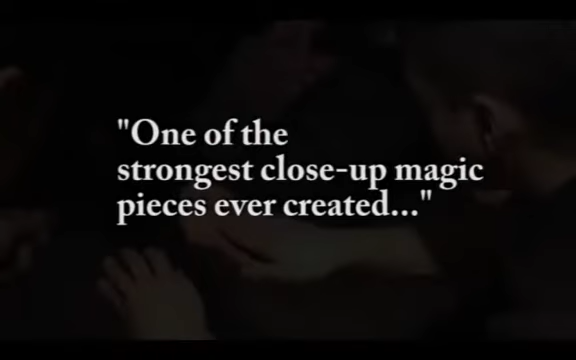 "One of the
strongest close-up magic
pieces ever created..."